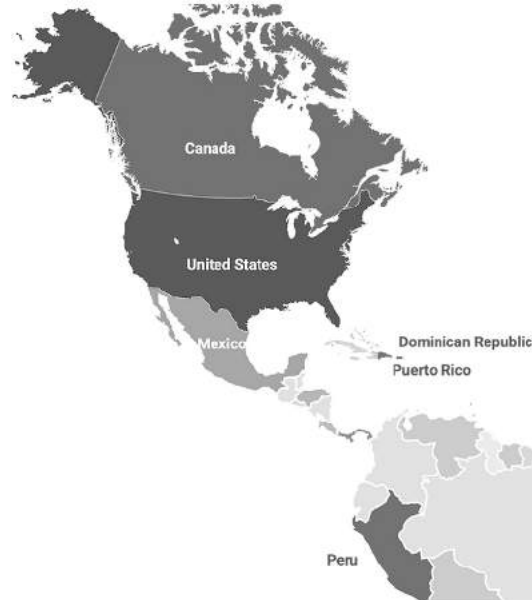 Canada
United States
Mexico
Dominican Republic
Puerto Rico
Peru